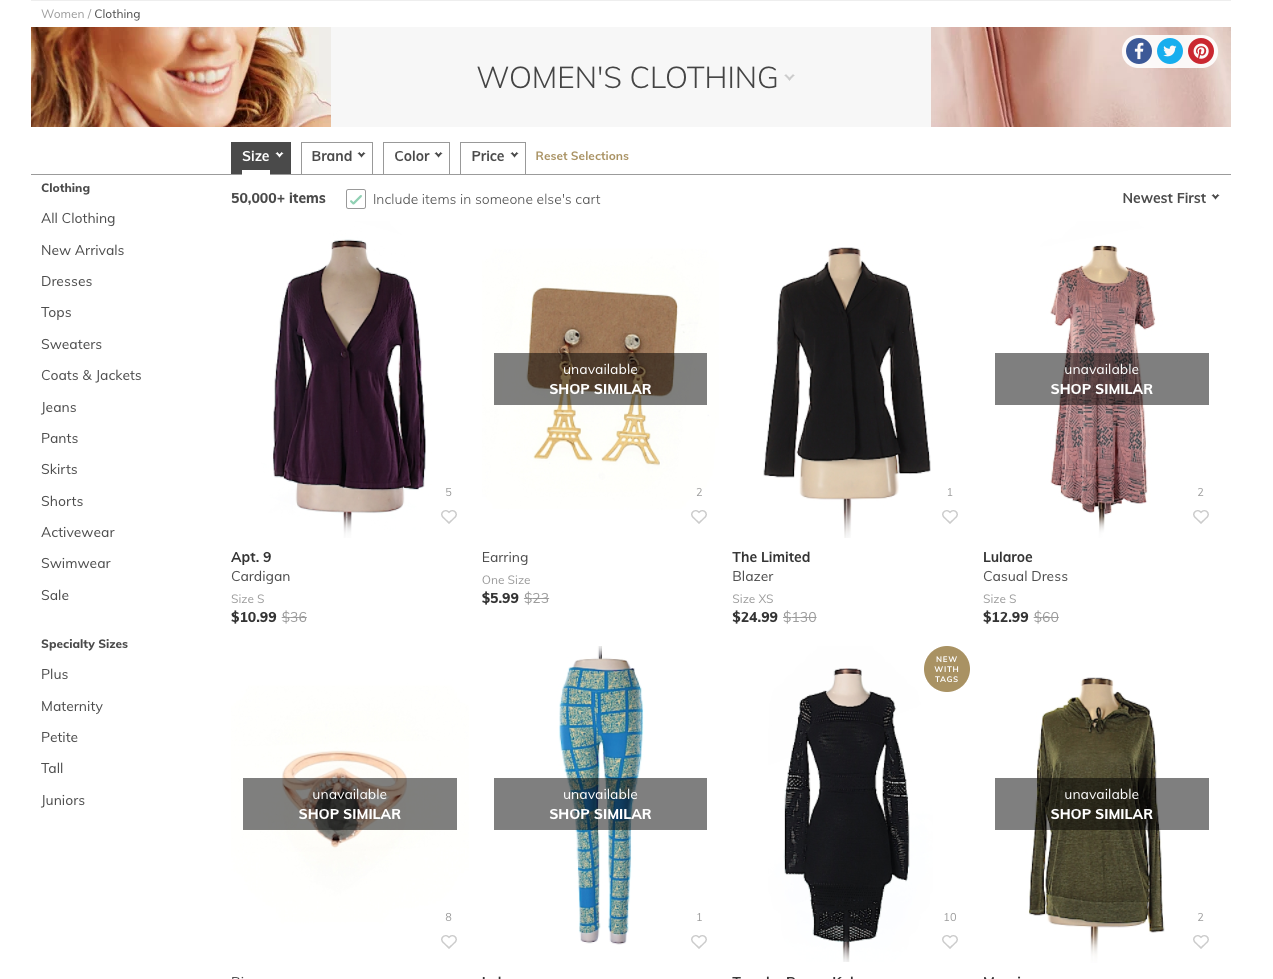 Women / Clothing
WOMEN'S CLOTHING
Size
Brand
Color
Price
Reset Selections
Clothing
All Clothing
New Arrivals
Dresses
Tops
Sweaters
Coats & Jackets
Jeans
Pants
Skirts
Shorts
Activewear
Swimwear
Sale
Specialty Sizes
Plus
Maternity
Petite
Tall
Juniors
50,000+ items
Include items in someone else's cart
Newest First
5
Apt. 9
Cardigan
Size S
$10.99 $36
unavailable
SHOP SIMILAR
2
Earring
One Size
$5.99 $23
1
The Limited
Blazer
Size XS
$24.99 $130
unavailable
SHOP SIMILAR
2
Lularoe
Casual Dress
Size S
$12.99 $60
unavailable
SHOP SIMILAR
8
unavailable
SHOP SIMILAR
1
NEW
WITH
TAGS
10
unavailable
SHOP SIMILAR
2